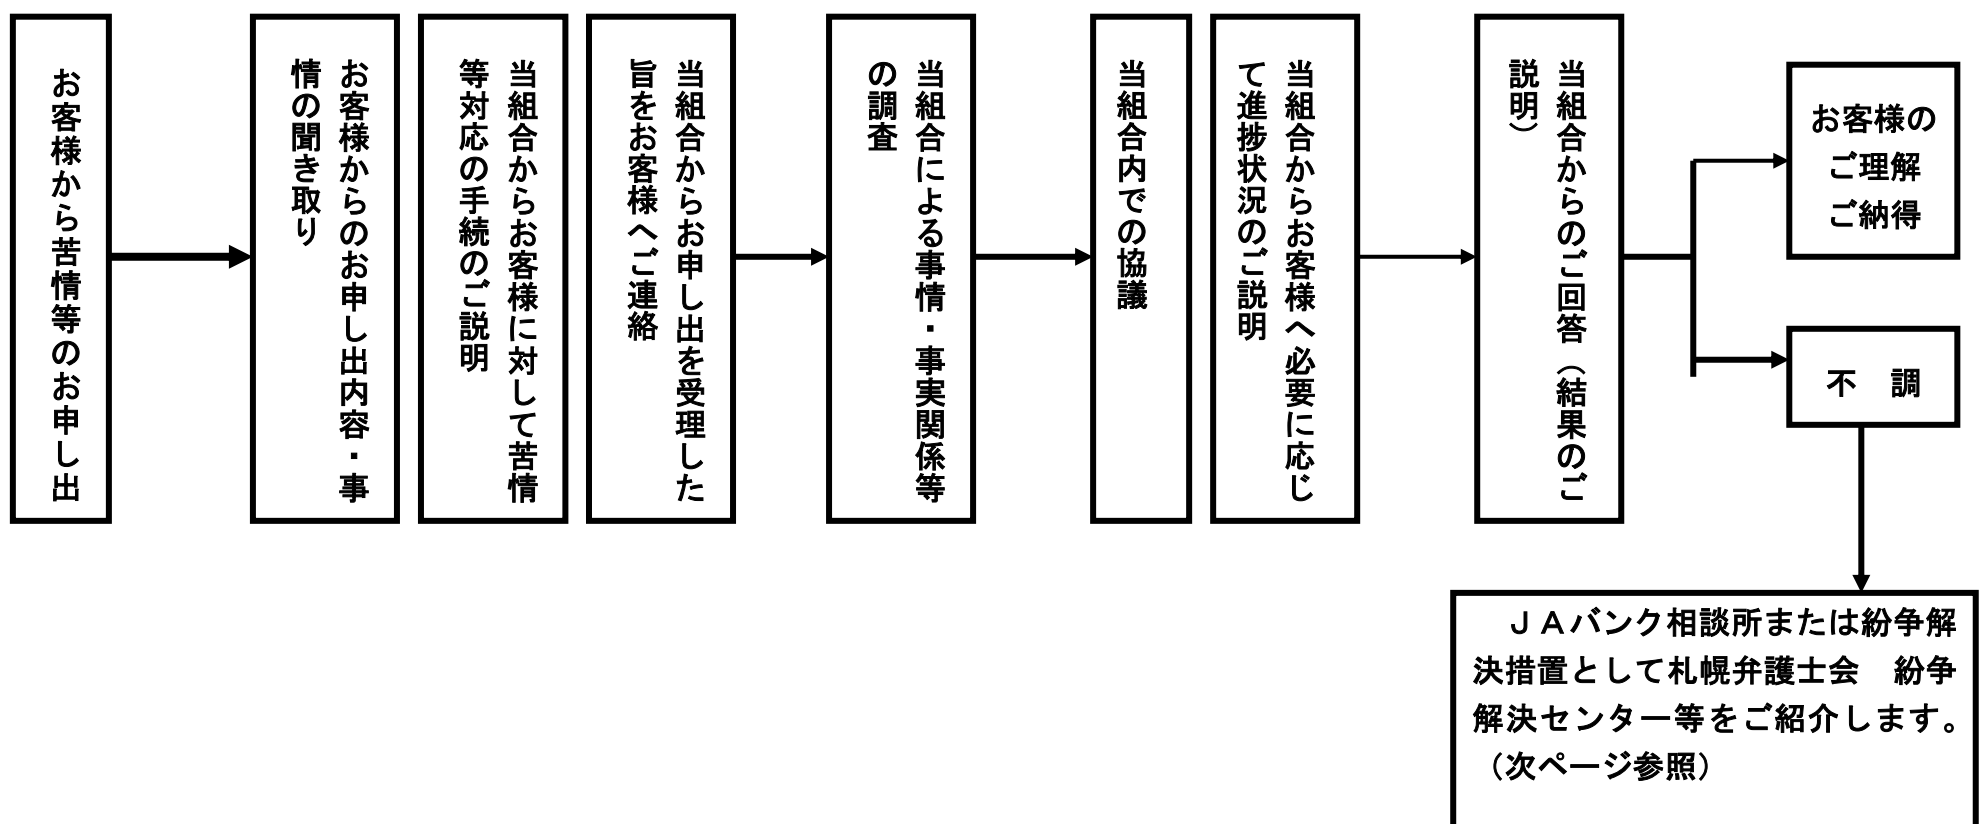 お客様から苦情等のお申し出
お客様からのお申し出内容・事
情の聞き取り
当組合からお客様に対して苦情
等対応の手続のご説明
当組合からお申し出を受理した
旨をお客様へご連絡
当組合による事情・事実関係等
の調査
当組合内での協議
当組合からお客様へ必要に応じ
て進捗状況のご説明
当組合からのご回答（結果のご
説明）
お客様の
ご理解
ご納得
不　調
ＪＡバンク相談所または紛争解
決措置として札幌弁護士会　紛争
解決センター等をご紹介します。
（次ページ参照）